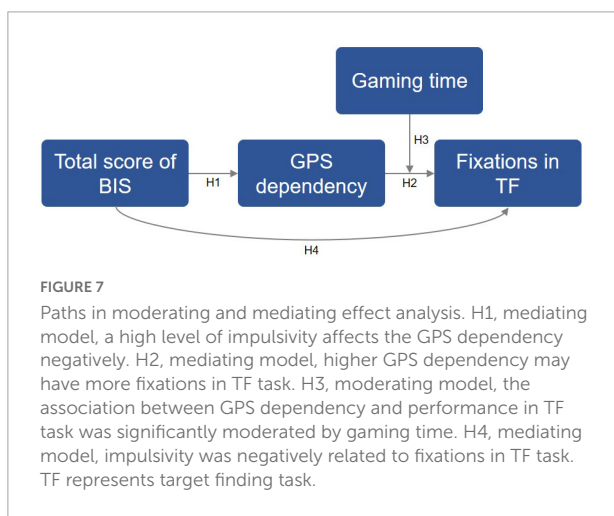 Gaming time
H3
Total score of
BIS
H1
GPS
dependency
H2
Fixations in
TF
H4
FIGURE 7
Paths in moderating and mediating effect analysis. H1, mediating
model, a high level of impulsivity affects the GPS dependency
negatively. H2, mediating model, higher GPS dependency may
have more fixations in TF task. H3, moderating model, the
association between GPS dependency and performance in TF
task was significantly moderated by gaming time. H4, mediating
model, impulsivity was negatively related to fixations in TF task.
TF represents target finding task.